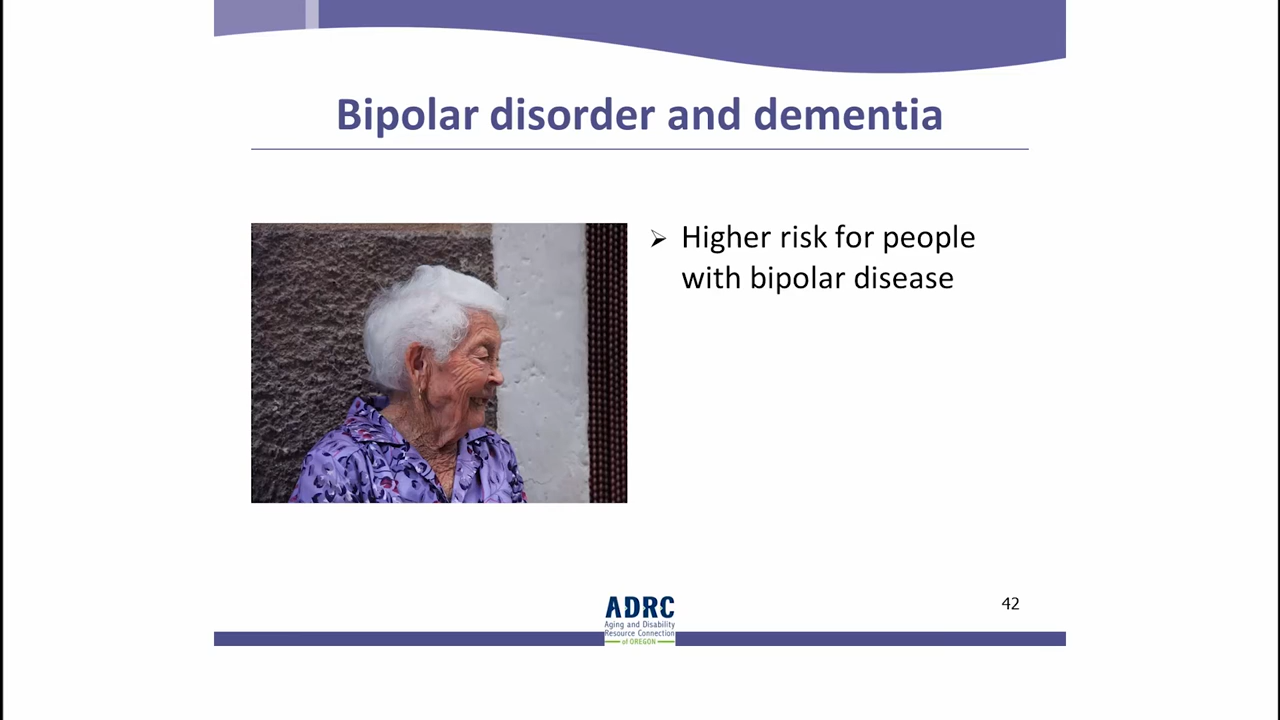 Bipolar disorder and dementia
➢ Higher risk for people
with bipolar disease
42
ADRC
Aging and Disability
Resource Connection
of OREGON